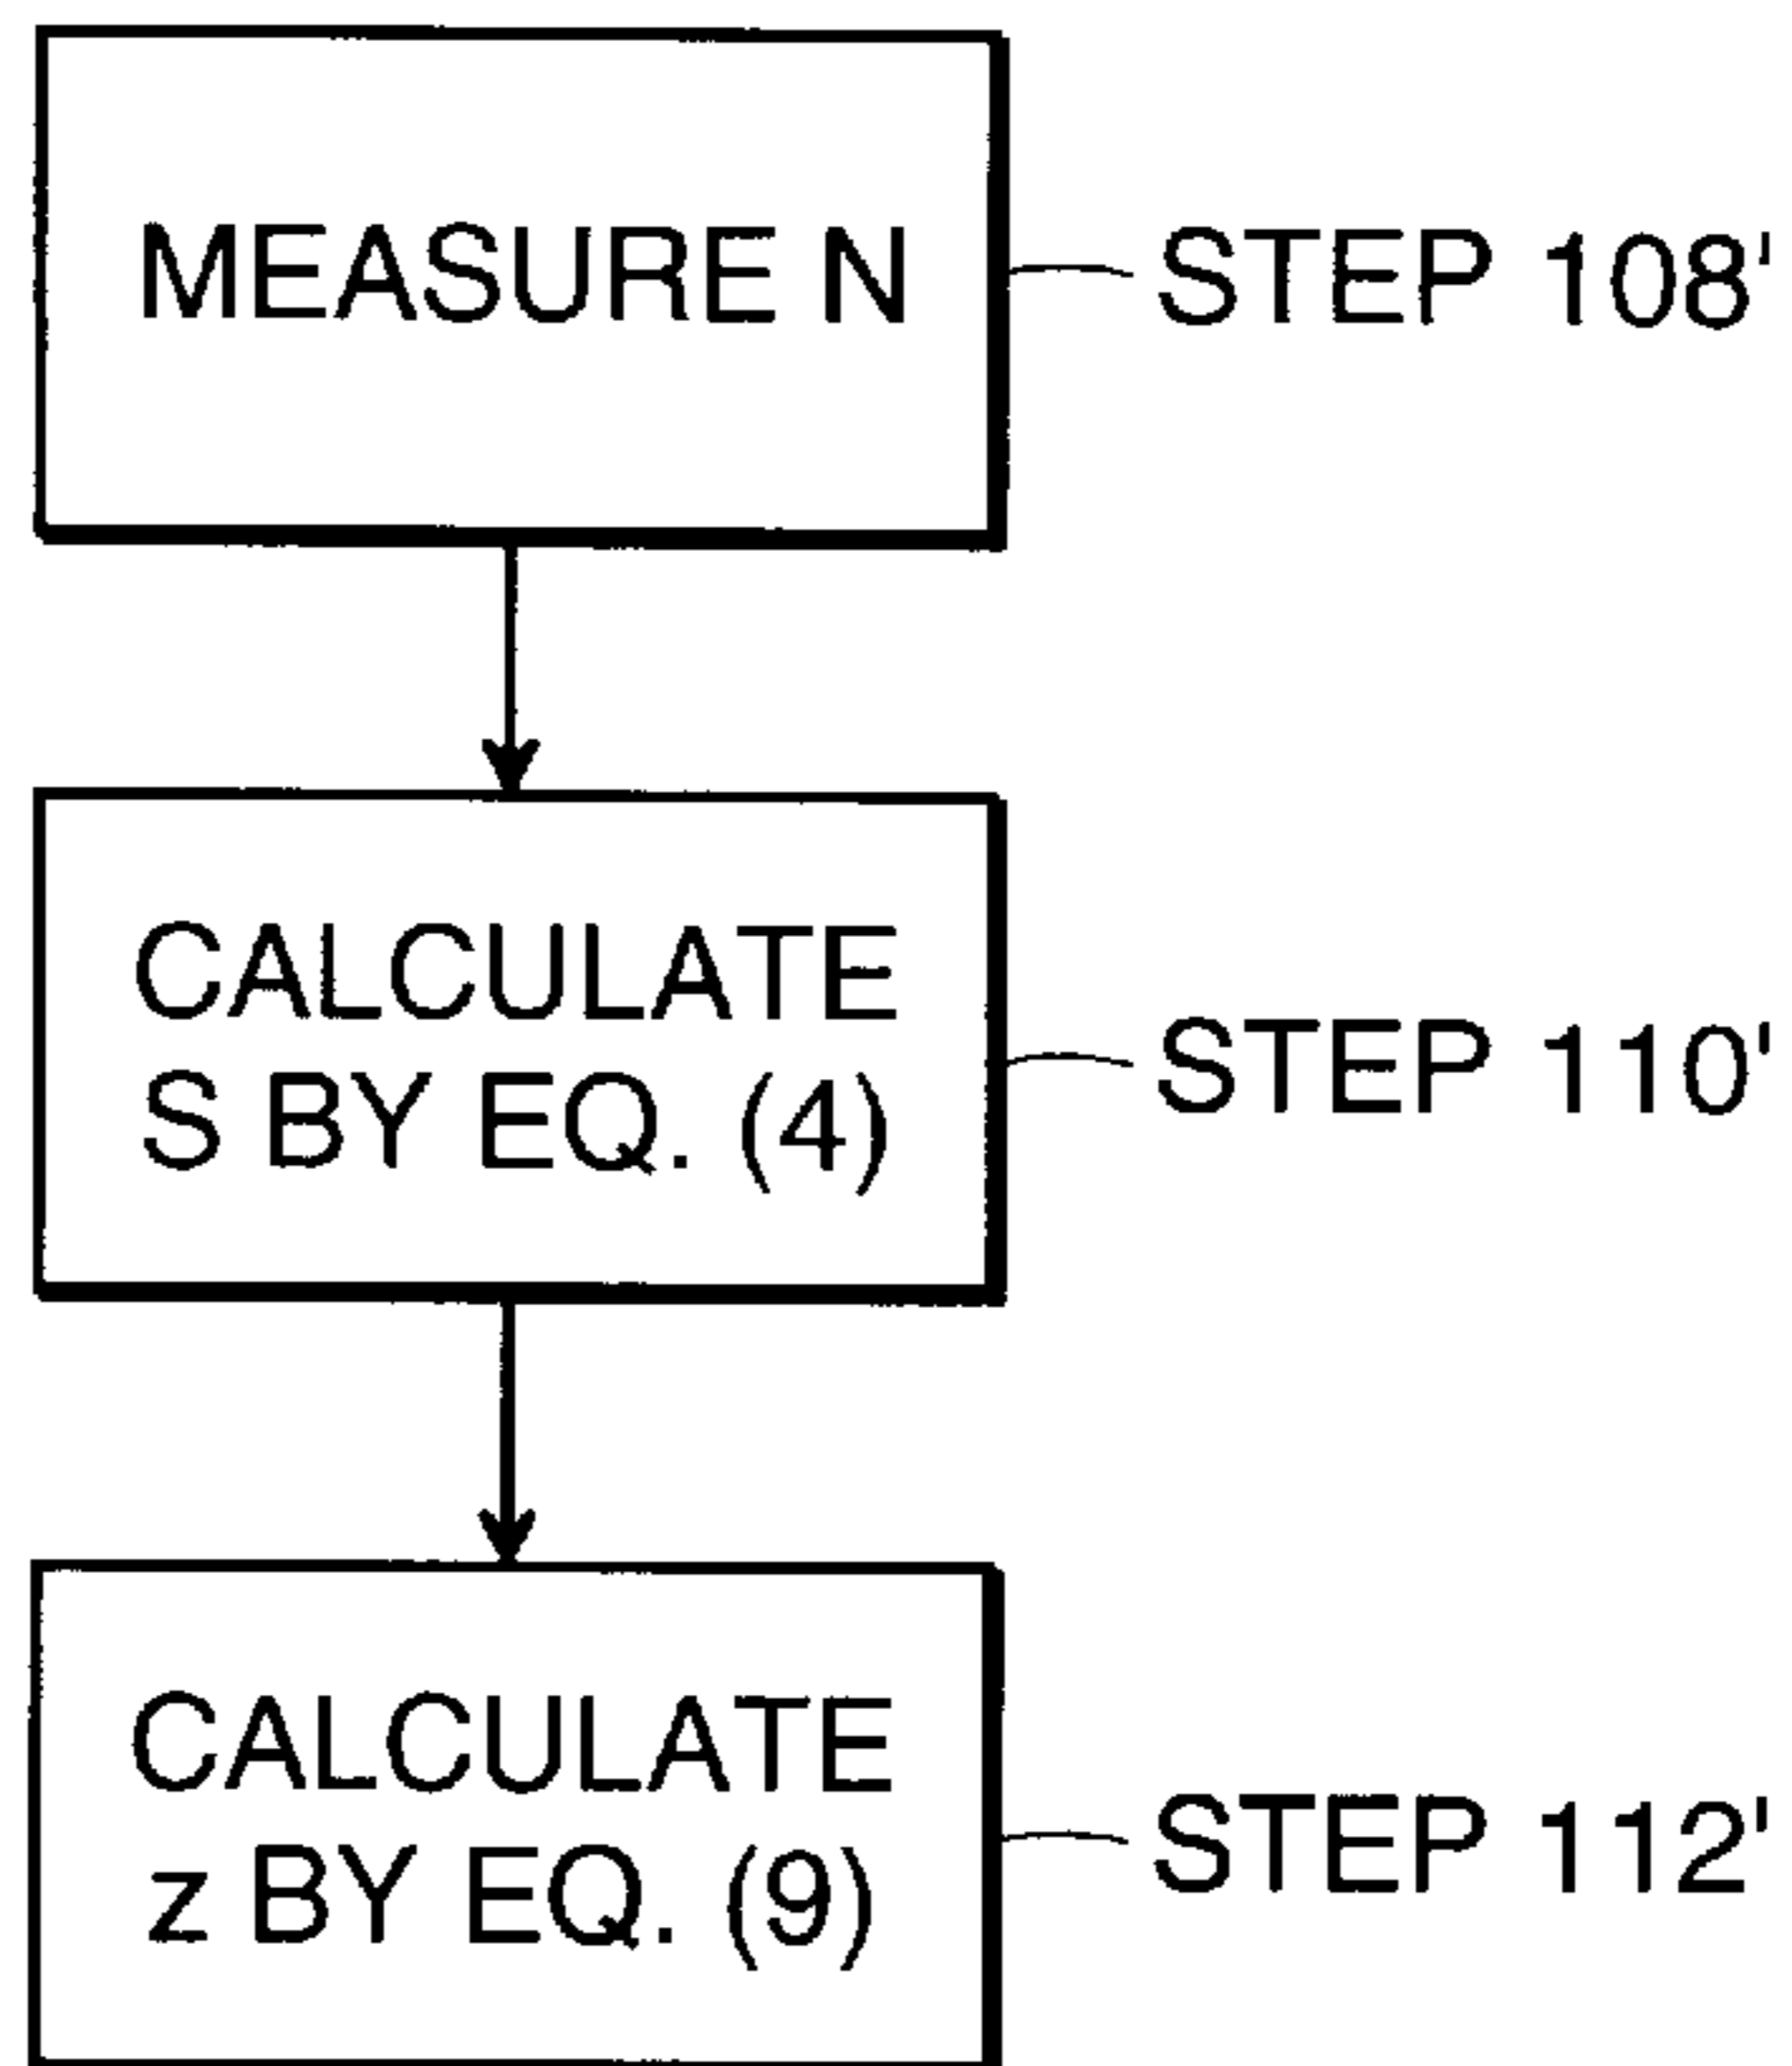 MEASURE N
STEP 108'
CALCULATE
S BY EQ. (4)
STEP 110'
CALCULATE
z BY EQ. (9)
STEP 112'